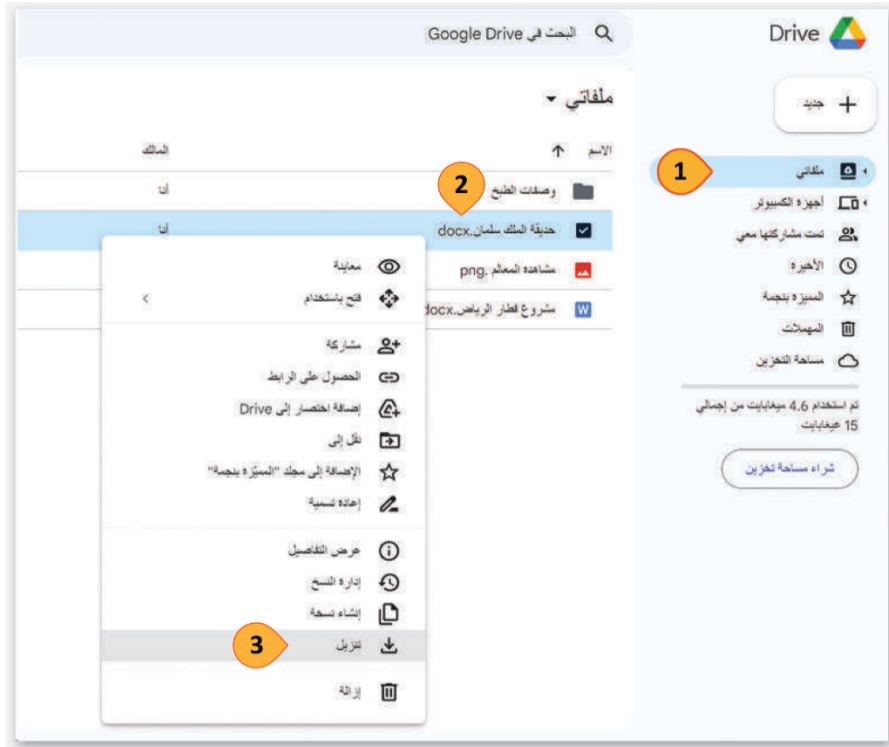 Drive
البحث في Google Drive
جديد
1
ملفاتي
أجهزة الكمبيوتر
تمت مشاركتها معي
الأخيرة
المميزة بنجمة
المهملات
مساحة التخزين
تم استخدام 4.6 ميغابايت من إجمالي
15 غيغابايت
شراء مساحة تخزين
ملفاتي
الاسم
المالك
2
وصفات الطبخ
أنا
حديقة الملك سلمان.docx
أنا
مشاهدة المعالم .png
مشروع قطار الرياض.docx
معاينة
فتح باستخدام
مشاركة
الحصول على الرابط
إضافة اختصار إلى Drive
نقل إلى
الإضافة إلى مجلد "المميّزة بنجمة"
إعادة تسمية
عرض التفاصيل
إدارة النسخ
إنشاء نسخة
3
تنزيل
إزالة